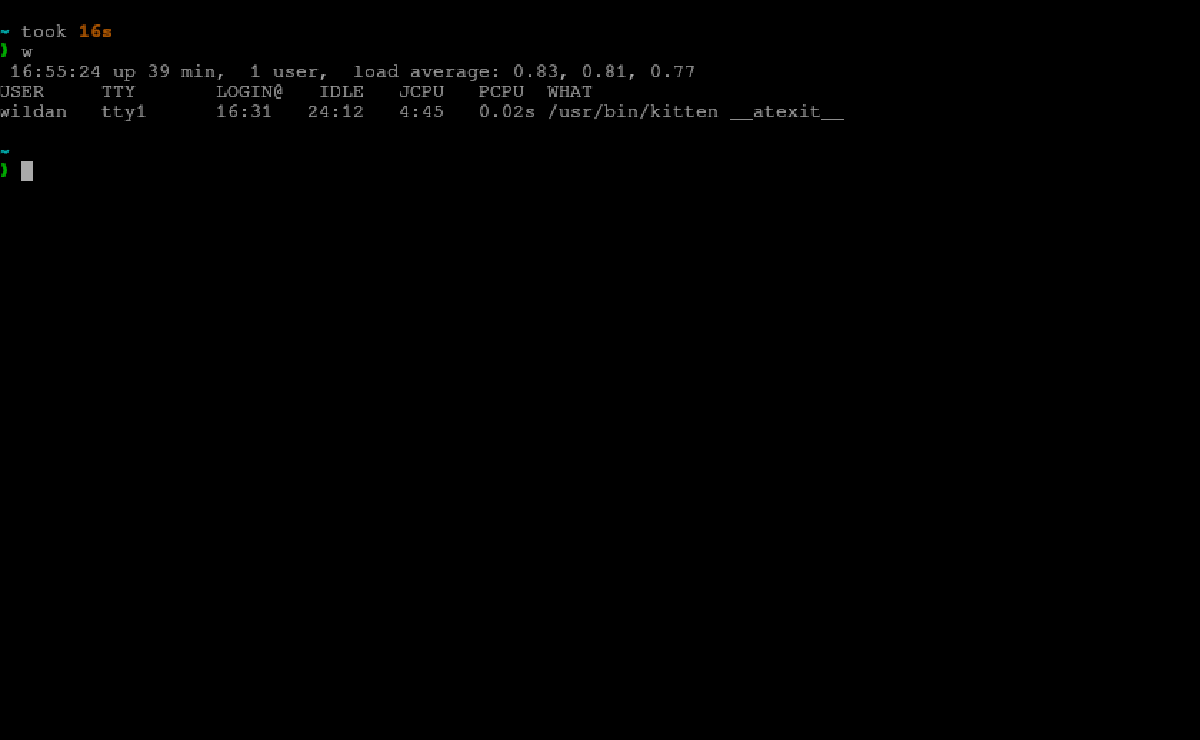 ~ took 16s
❯ w
 16:55:24 up 39 min,  1 user,  load average: 0.83, 0.81, 0.77
USER     TTY       LOGIN@   IDLE   JCPU   PCPU  WHAT
wildan   tty1      16:31   24:12   4:45   0.02s /usr/bin/kitten __atexit__
~
❯